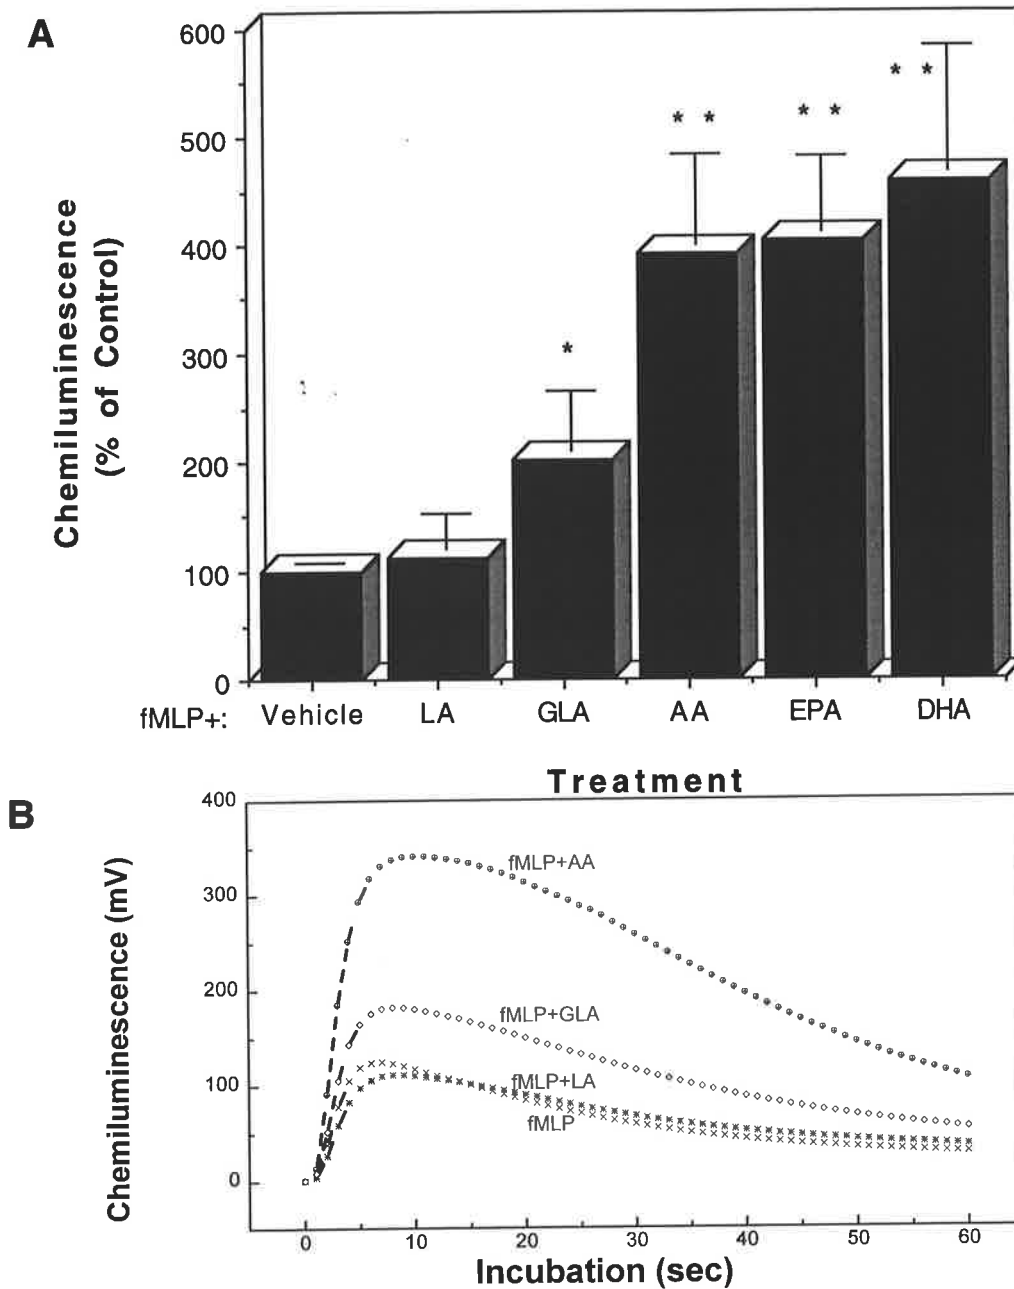 A
600
500
400
300
200
100
0
Chemiluminescence
(% of Control)
* *
* *
* *
*
fMLP+: Vehicle LA GLA AA EPA DHA
Treatment
B
400
300
200
100
0
Chemiluminescence (mV)
fMLP+AA
fMLP+GLA
fMLP+LA
fMLP
0 10 20 30 40 50 60
Incubation (sec)